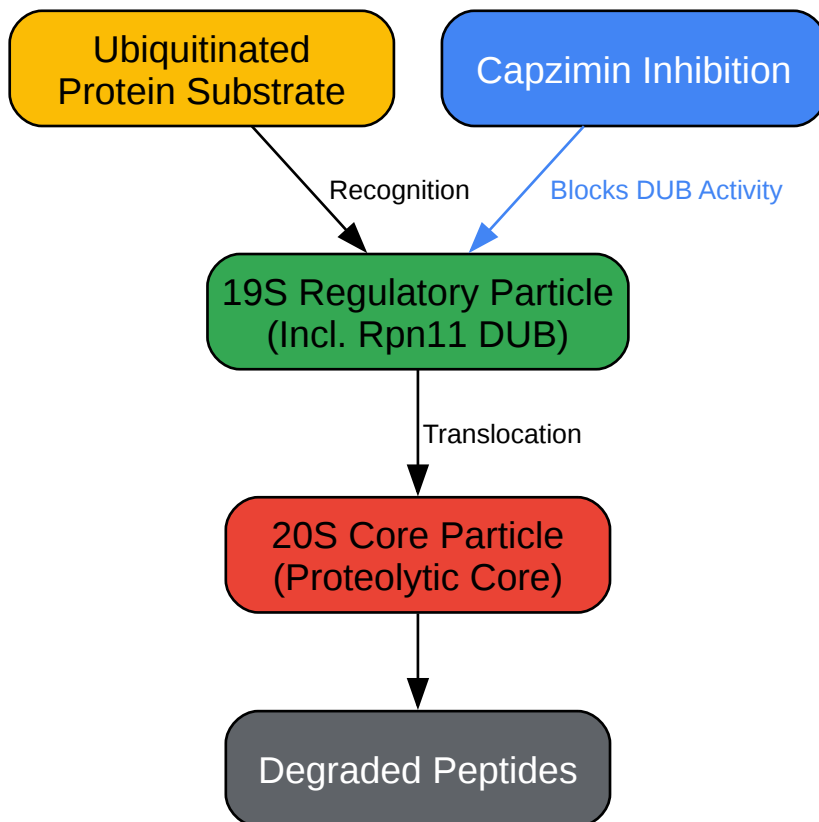 Ubiquitinated
Protein Substrate
Capzimin Inhibition
Recognition
Blocks DUB Activity
19S Regulatory Particle
(Incl. Rpn11 DUB)
Translocation
20S Core Particle
(Proteolytic Core)
Degraded Peptides